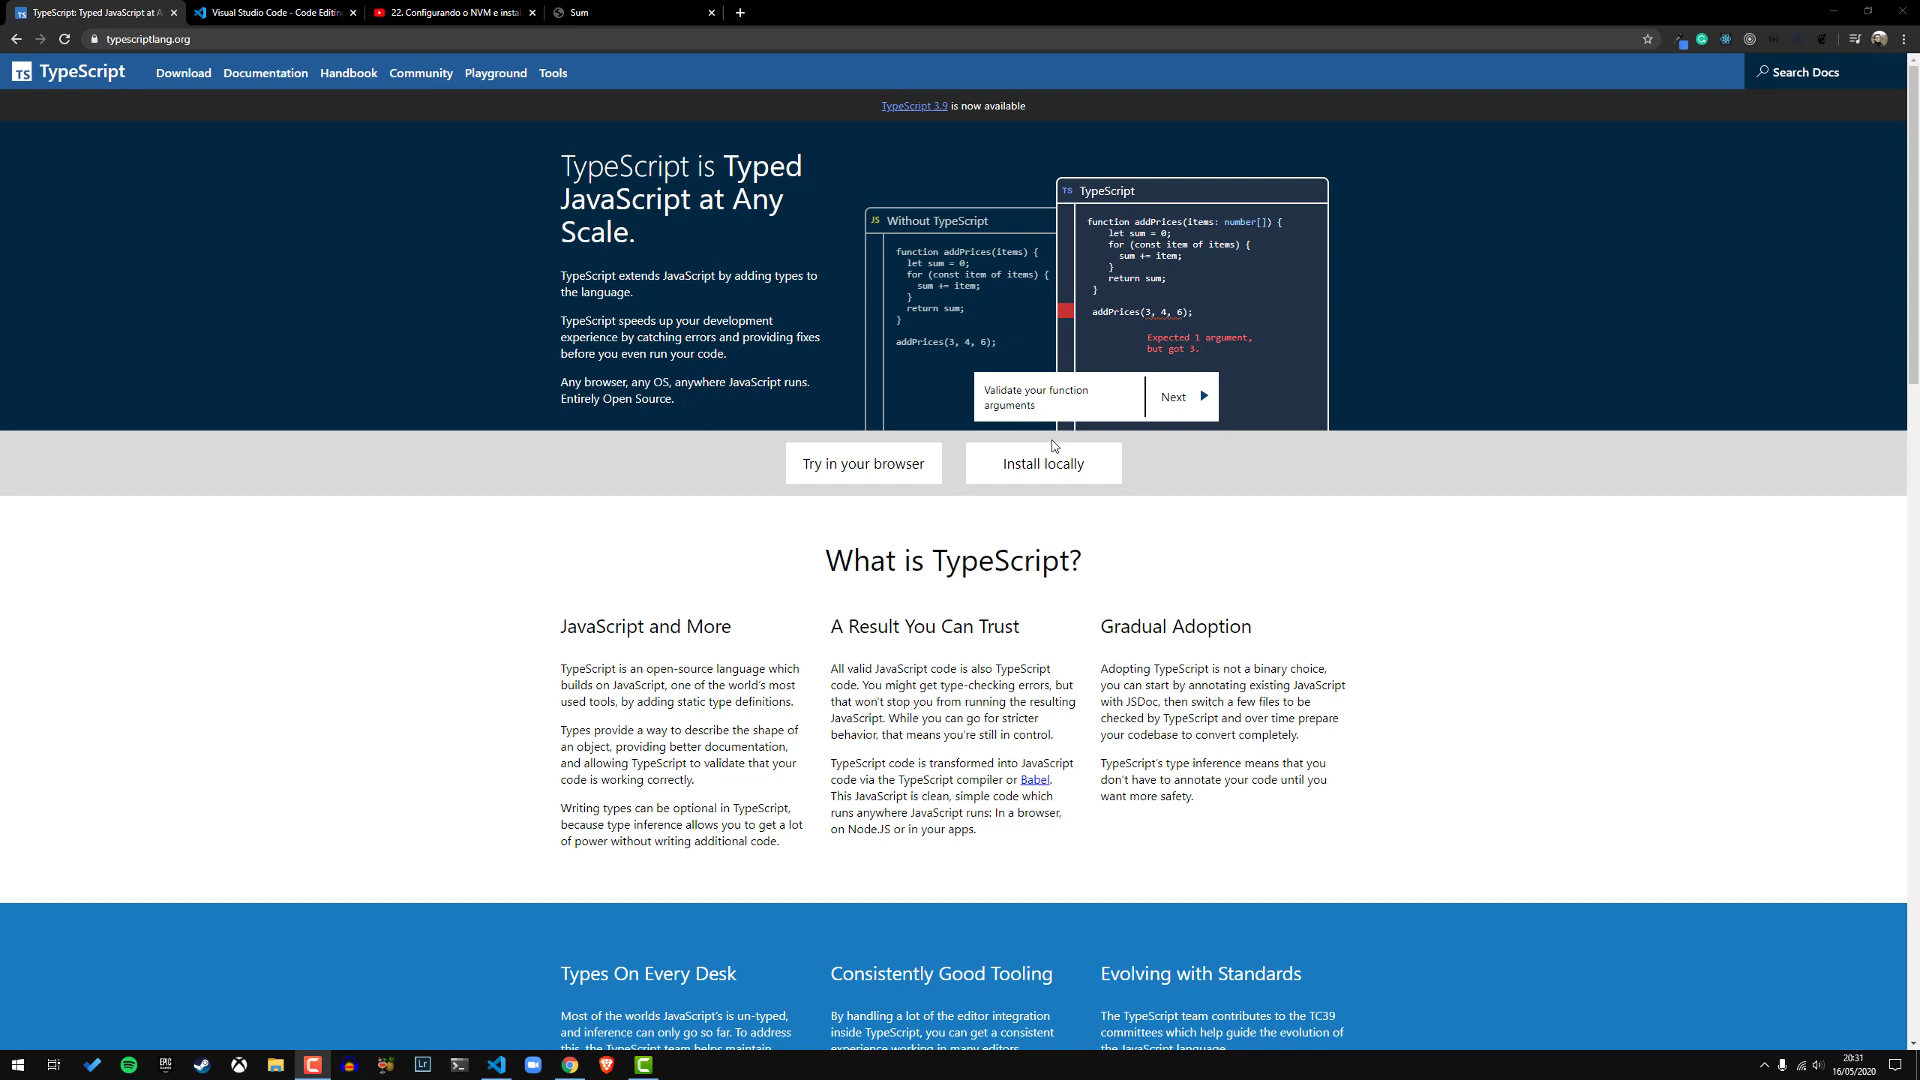 TypeScript: Typed JavaScript at A
Visual Studio Code - Code Editin
22. Configurando o NVM e instal
Sum
typescriptlang.org
TS TypeScript
Download
Documentation
Handbook
Community
Playground
Tools
Search Docs
TypeScript 3.9 is now available
TypeScript is Typed
JavaScript at Any
Scale.
TypeScript extends JavaScript by adding types to
the language.
TypeScript speeds up your development
experience by catching errors and providing fixes
before you even run your code.
Any browser, any OS, anywhere JavaScript runs.
Entirely Open Source.
JS Without TypeScript
function addPrices(items) {
let sum = 0;
for (const item of items) {
sum += item;
}
return sum;
}
addPrices(3, 4, 6);
TS TypeScript
function addPrices(items: number[]) {
let sum = 0;
for (const item of items) {
sum += item;
}
return sum;
}
addPrices(3, 4, 6);
Expected 1 argument,
but got 3.
Validate your function
arguments
Next
Try in your browser
Install locally
What is TypeScript?
JavaScript and More
TypeScript is an open-source language which
builds on JavaScript, one of the world's most
used tools, by adding static type definitions.
Types provide a way to describe the shape of
an object, providing better documentation,
and allowing TypeScript to validate that your
code is working correctly.
Writing types can be optional in TypeScript,
because type inference allows you to get a lot
of power without writing additional code.
A Result You Can Trust
All valid JavaScript code is also TypeScript
code. You might get type-checking errors, but
that won't stop you from running the resulting
JavaScript. While you can go for stricter
behavior, that means you're still in control.
TypeScript code is transformed into JavaScript
code via the TypeScript compiler or Babel.
This JavaScript is clean, simple code which
runs anywhere JavaScript runs: In a browser,
on Node.JS or in your apps.
Gradual Adoption
Adopting TypeScript is not a binary choice,
you can start by annotating existing JavaScript
with JSDoc, then switch a few files to be
checked by TypeScript and over time prepare
your codebase to convert completely.
TypeScript's type inference means that you
don't have to annotate your code until you
want more safety.
Types On Every Desk
Most of the worlds JavaScript's is un-typed,
and inference can only go so far. To address
this, the TypeScript team helps maintain
Consistently Good Tooling
By handling a lot of the editor integration
inside TypeScript, you can get a consistent
experience working in many editors
Evolving with Standards
The TypeScript team contributes to the TC39
committees which help guide the evolution of
the JavaScript language
EPIC
GAMES
Lr
20:31
16/05/2020